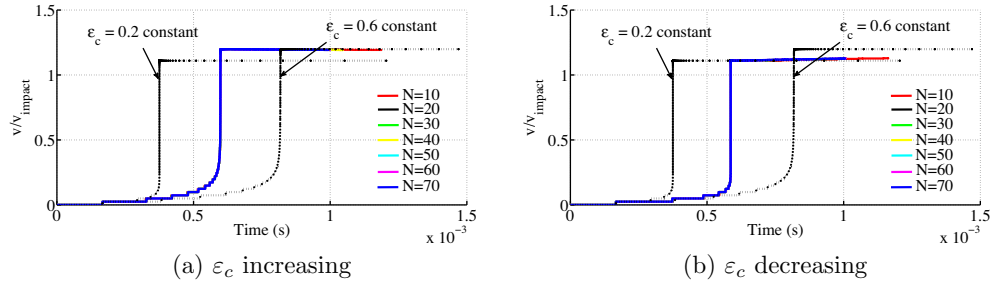 ε_c = 0.2 constant
ε_c = 0.6 constant
v/v_impact
1.5
1
0.5
0
N=10
N=20
N=30
N=40
N=50
N=60
N=70
0
0.5
1
1.5
Time (s)
x 10⁻³
(a) ε_c increasing
ε_c = 0.2 constant
ε_c = 0.6 constant
v/v_impact
1.5
1
0.5
0
N=10
N=20
N=30
N=40
N=50
N=60
N=70
0
0.5
1
1.5
Time (s)
x 10⁻³
(b) ε_c decreasing